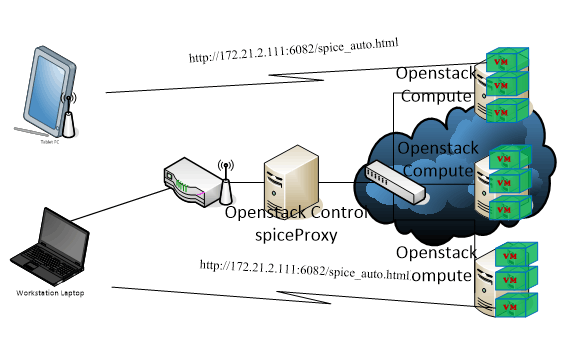 http://172.21.2.111:6082/spice_auto.html
VM
Openstack
Compute
VM
VM
Tablet PC
Openstack
Compute
VM
VM
VM
Openstack Control
spiceProxy
Openstack
ompute
VM
VM
VM
http://172.21.2.111:6082/spice_auto.html
Workstation Laptop